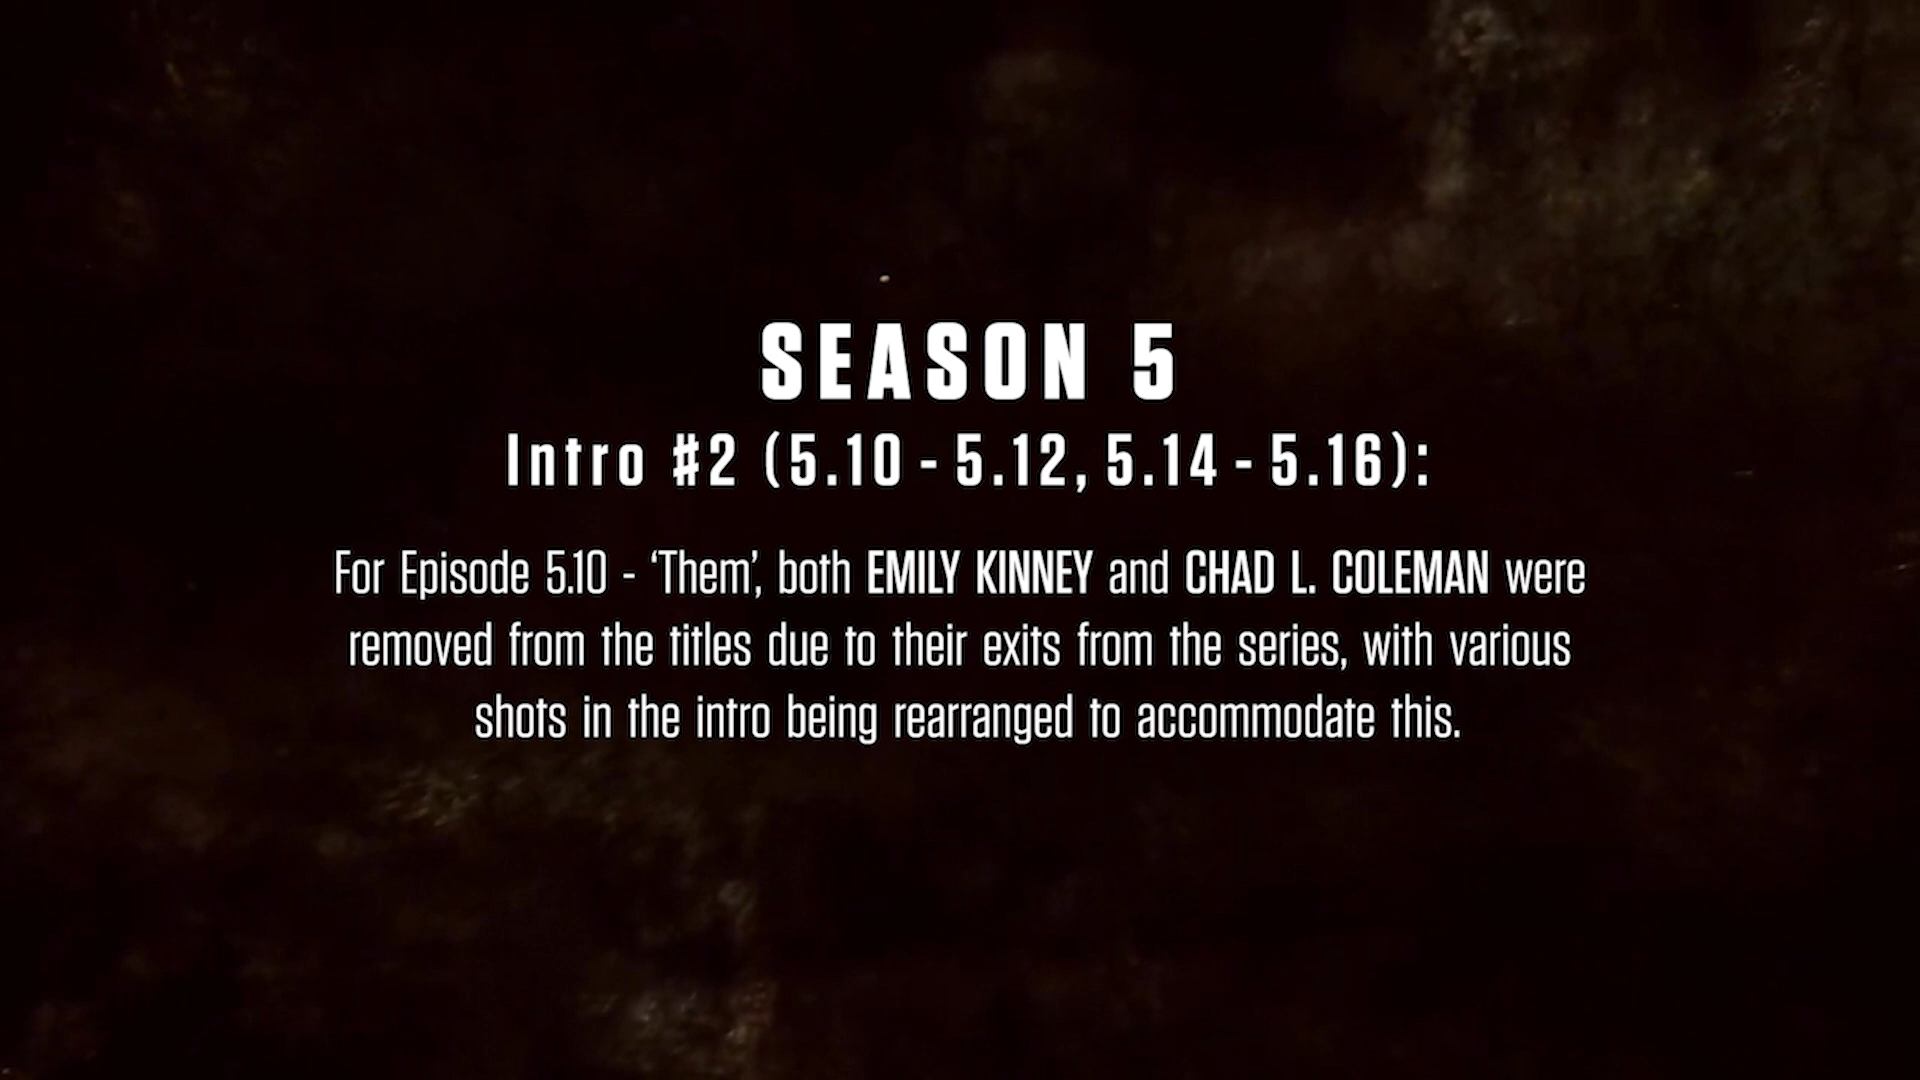 SEASON 5
Intro #2 (5.10 - 5.12, 5.14 - 5.16):
For Episode 5.10 - ‘Them’, both EMILY KINNEY and CHAD L. COLEMAN were
removed from the titles due to their exits from the series, with various
shots in the intro being rearranged to accommodate this.